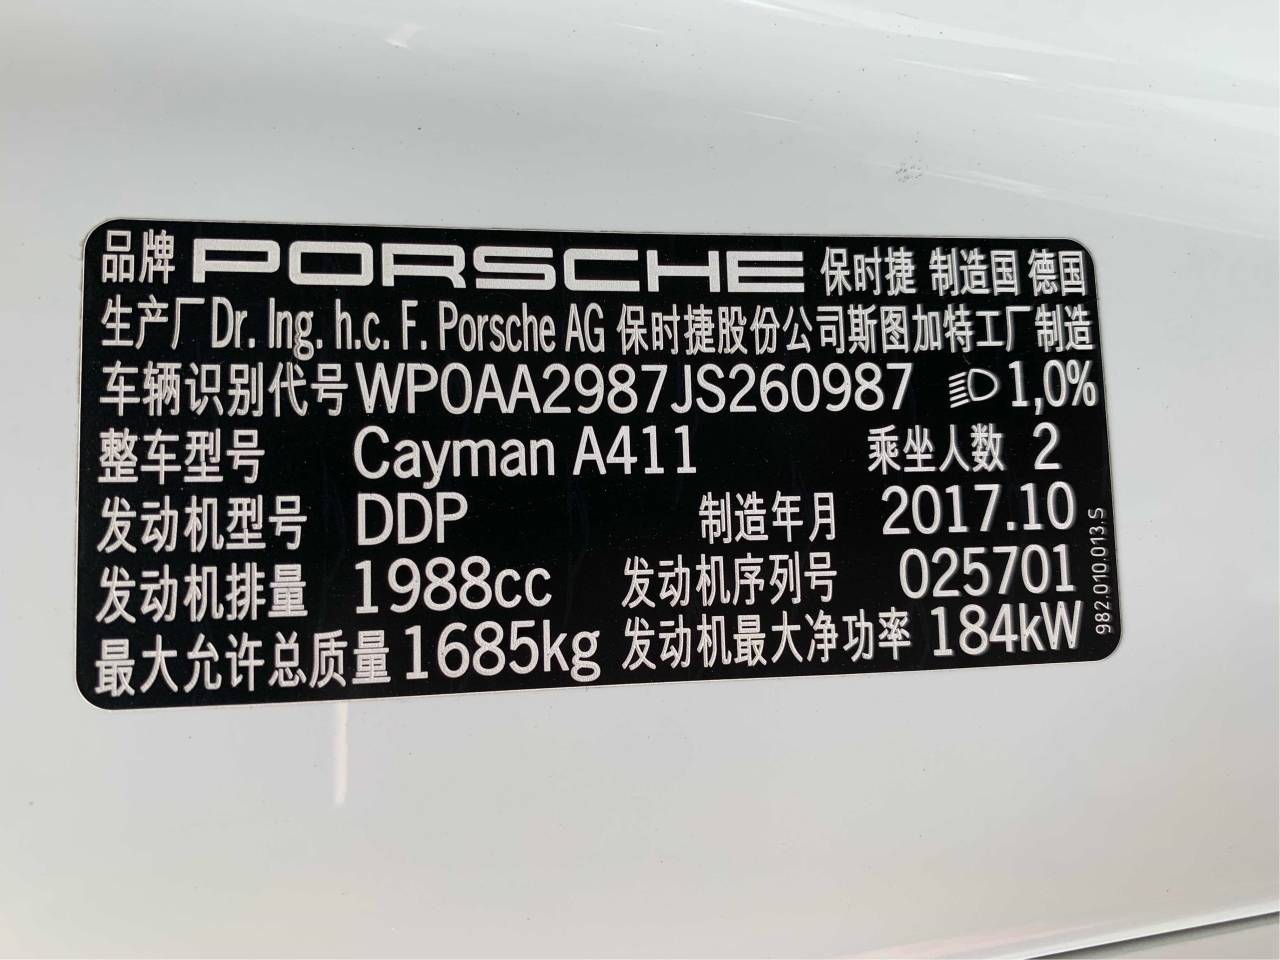 品牌 PORSCHE 保时捷 制造国 德国
生产厂 Dr. Ing. h.c. F. Porsche AG 保时捷股份公司斯图加特工厂制造
车辆识别代号 WP0AA2987JS260987 1,0%
整车型号 Cayman A411 乘坐人数 2
发动机型号 DDP 制造年月 2017.10
发动机排量 1988cc 发动机序列号 025701
最大允许总质量 1685kg 发动机最大净功率 184kW
982.010.013.S